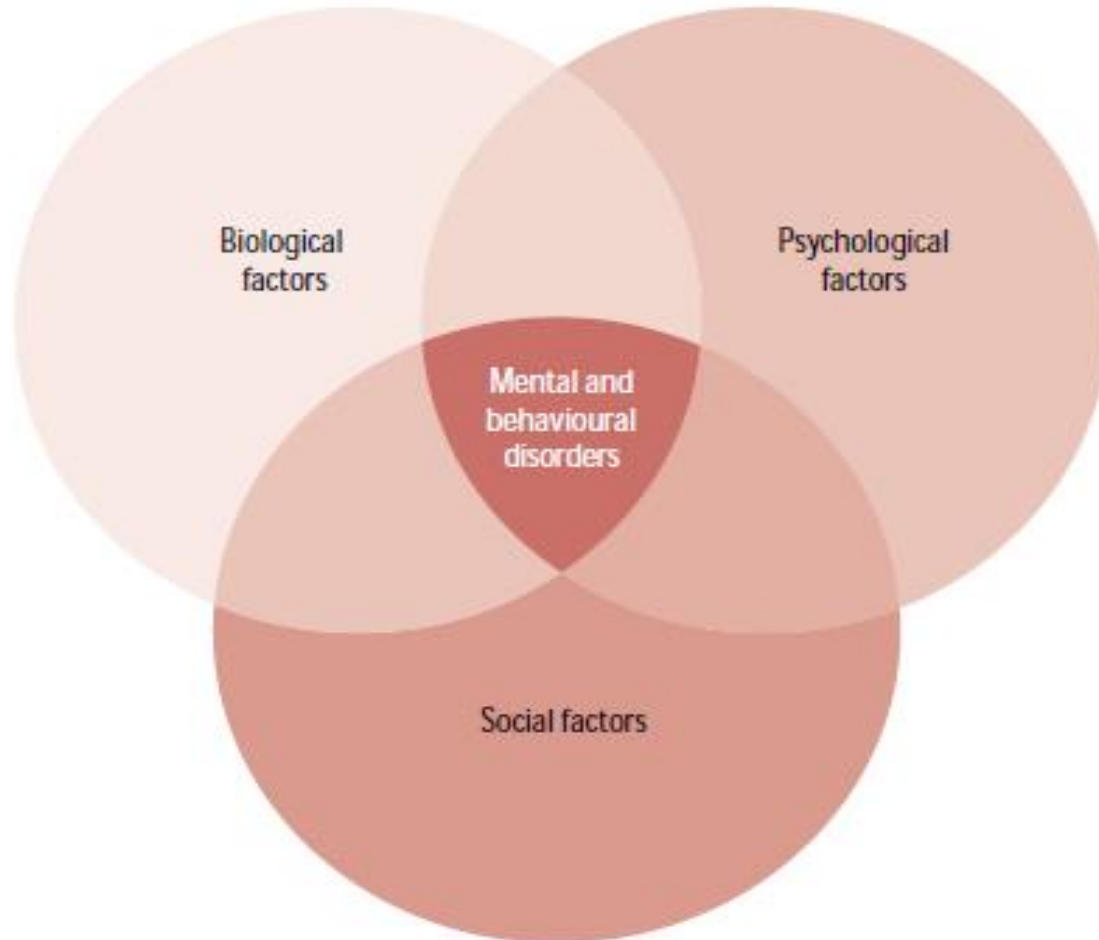 Biological
factors
Psychological
factors
Mental and
behavioural
disorders
Social factors